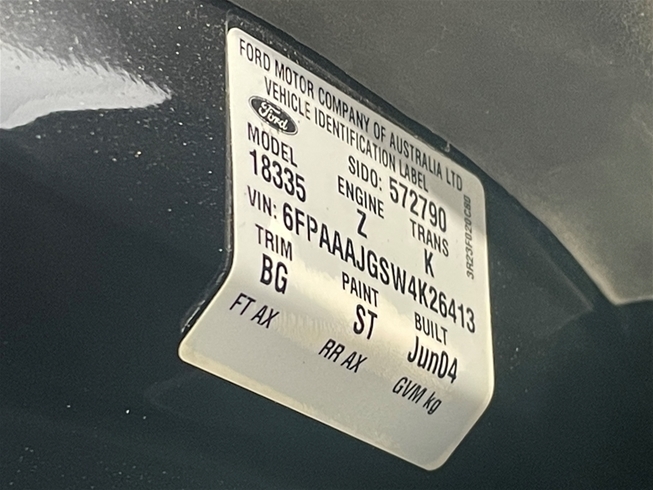 FORD MOTOR COMPANY OF AUSTRALIA LTD
VEHICLE IDENTIFICATION LABEL
Ford
SIDO: 572790
MODEL ENGINE TRANS
18335 Z K
VIN: 6FPAAAJGSW4K26413
TRIM PAINT BUILT
BG ST Jun04
FT AX RR AX GVM kg
3R23F020CBD